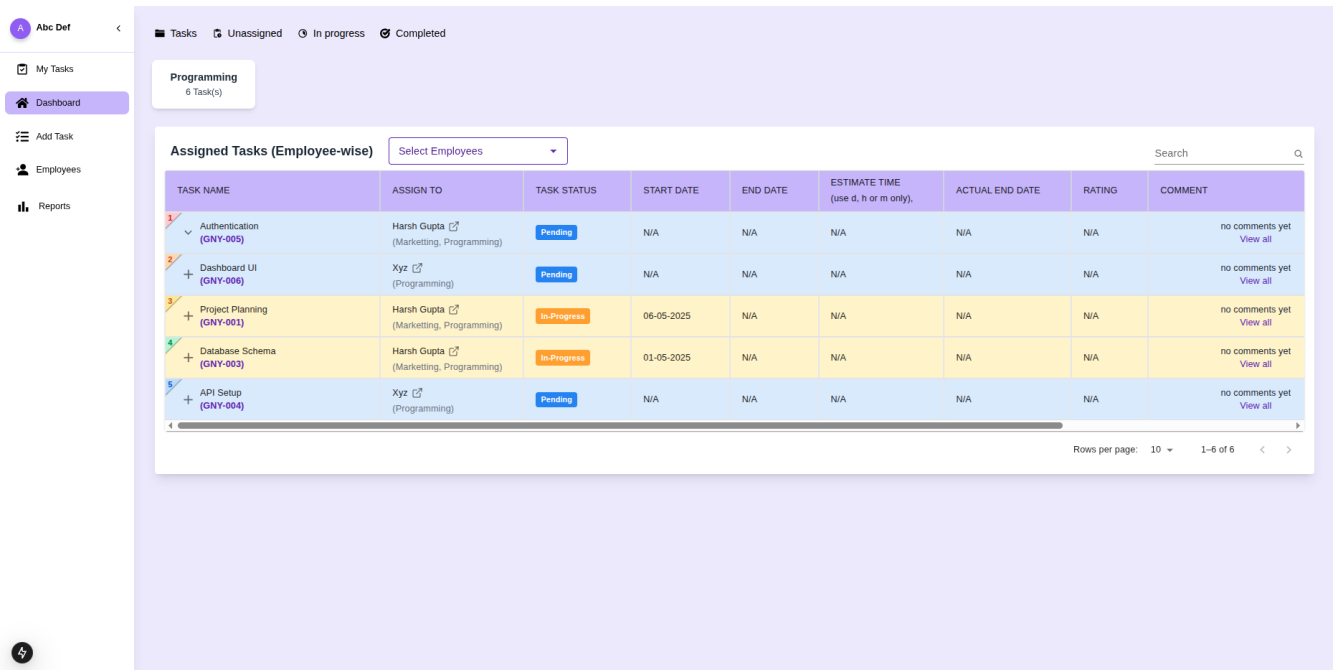 A
Abc Def
My Tasks
Dashboard
Add Task
Employees
Reports
Tasks
Unassigned
In progress
Completed
Programming
6 Task(s)
Assigned Tasks (Employee-wise)
Select Employees
Search
TASK NAME
ASSIGN TO
TASK STATUS
START DATE
END DATE
ESTIMATE TIME
(use d, h or m only),
ACTUAL END DATE
RATING
COMMENT
1
Authentication
(GNY-005)
Harsh Gupta
(Marketting, Programming)
Pending
N/A
N/A
N/A
N/A
N/A
no comments yet
View all
2
Dashboard UI
(GNY-006)
Xyz
(Programming)
Pending
N/A
N/A
N/A
N/A
N/A
no comments yet
View all
3
Project Planning
(GNY-001)
Harsh Gupta
(Marketting, Programming)
In-Progress
06-05-2025
N/A
N/A
N/A
N/A
no comments yet
View all
4
Database Schema
(GNY-003)
Harsh Gupta
(Marketting, Programming)
In-Progress
01-05-2025
N/A
N/A
N/A
N/A
no comments yet
View all
5
API Setup
(GNY-004)
Xyz
(Programming)
Pending
N/A
N/A
N/A
N/A
N/A
no comments yet
View all
Rows per page:
10
1–6 of 6